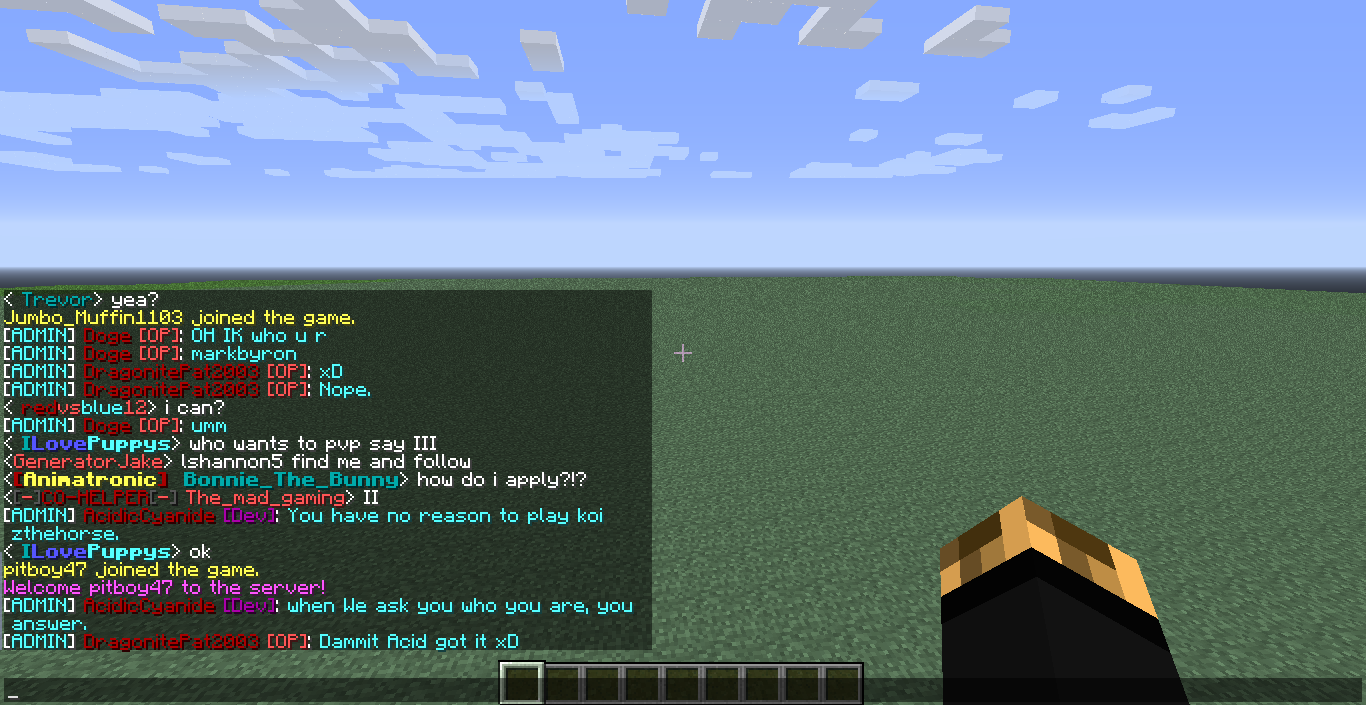 < Trevor> yea?
Jumbo_Muffin1103 joined the game.
[ADMIN] Doge [OP]: OH IK who u r
[ADMIN] Doge [OP]: markbyron
[ADMIN] DragonitePat2003 [OP]: xD
[ADMIN] DragonitePat2003 [OP]: Nope.
< redvsblue12> i can?
[ADMIN] Doge [OP]: umm
< ILovePuppys> who wants to pvp say III
<GeneratorJake> lshannon5 find me and follow
<[Animatronic] Bonnie_The_Bunny> how do i apply?!?
<[-]CO-HELPER[-] The_mad_gaming> II
[ADMIN] AcidicCyanide [Dev]: You have no reason to play koi
zthehorse.
< ILovePuppys> ok
pitboy47 joined the game.
Welcome pitboy47 to the server!
[ADMIN] AcidicCyanide [Dev]: when We ask you who you are, you
answer.
[ADMIN] DragonitePat2003 [OP]: Dammit Acid got it xD
_